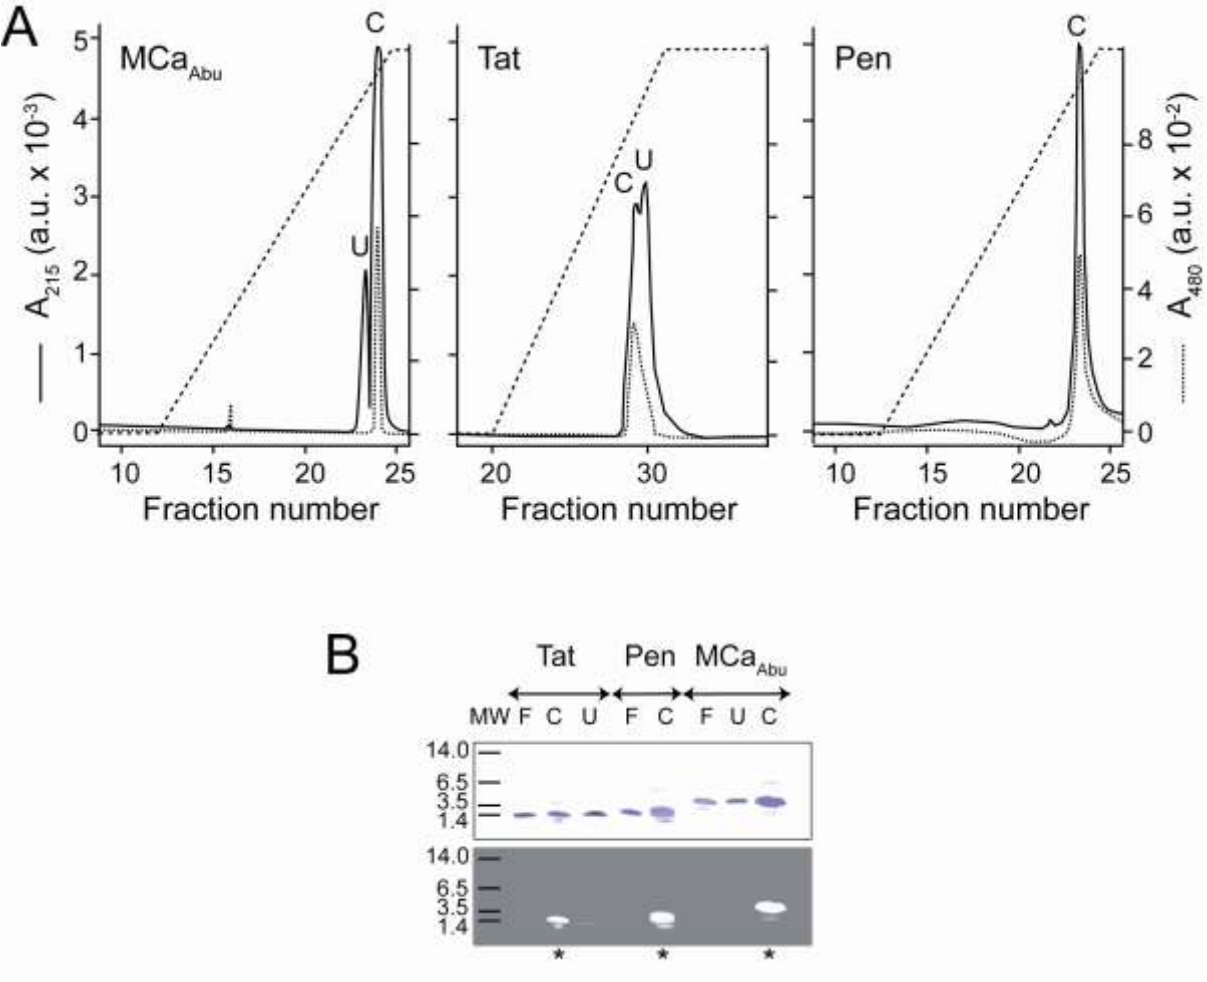 A
MCa Abu
U
C
5
4
3
2
1
0
10 15 20 25
Fraction number
A215 (a.u. x 10-3)
Tat
C
U
20 30
Fraction number
Pen
C
8
6
4
2
0
10 15 20 25
Fraction number
A480 (a.u. x 10-2)
B
Tat Pen MCa Abu
MW F C U F C F U C
14.0
6.5
3.5
1.4
14.0
6.5
3.5
1.4
* * *